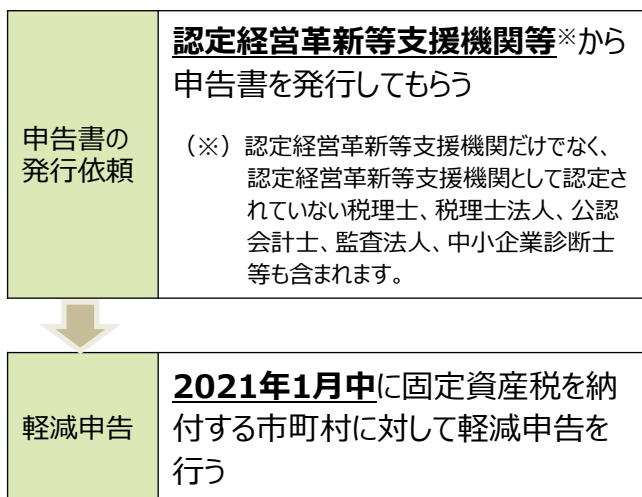 申告書の
発行依頼
認定経営革新等支援機関等※から
申告書を発行してもらう
（※）認定経営革新等支援機関だけでなく、
認定経営革新等支援機関として認定さ
れていない税理士、税理士法人、公認
会計士、監査法人、中小企業診断士
等も含まれます。
軽減申告
2021年1月中に固定資産税を納
付する市町村に対して軽減申告を
行う